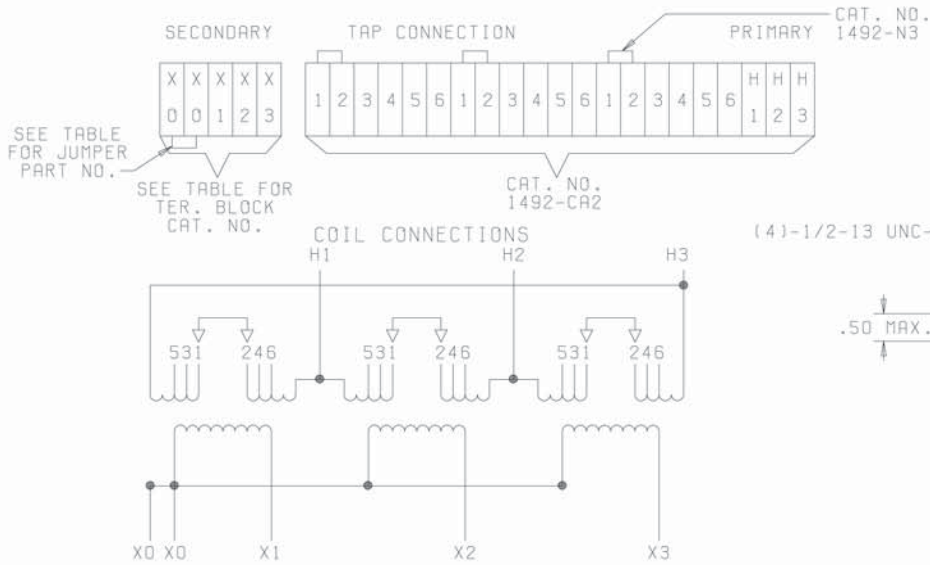 CAT. NO.
1492-N3
SECONDARY TAP CONNECTION PRIMARY
X X X X X H H H
0 0 1 2 3 1 2 3 4 5 6 1 2 3 4 5 6 1 2 3 4 5 6 1 2 3
SEE TABLE
FOR JUMPER
PART NO.
SEE TABLE FOR
TER. BLOCK
CAT. NO.
CAT. NO.
1492-CA2
COIL CONNECTIONS
(4)-1/2-13 UNC-
H1 H2 H3
.50 MAX.
531 246 531 246 531 246
X0 X0 X1 X2 X3